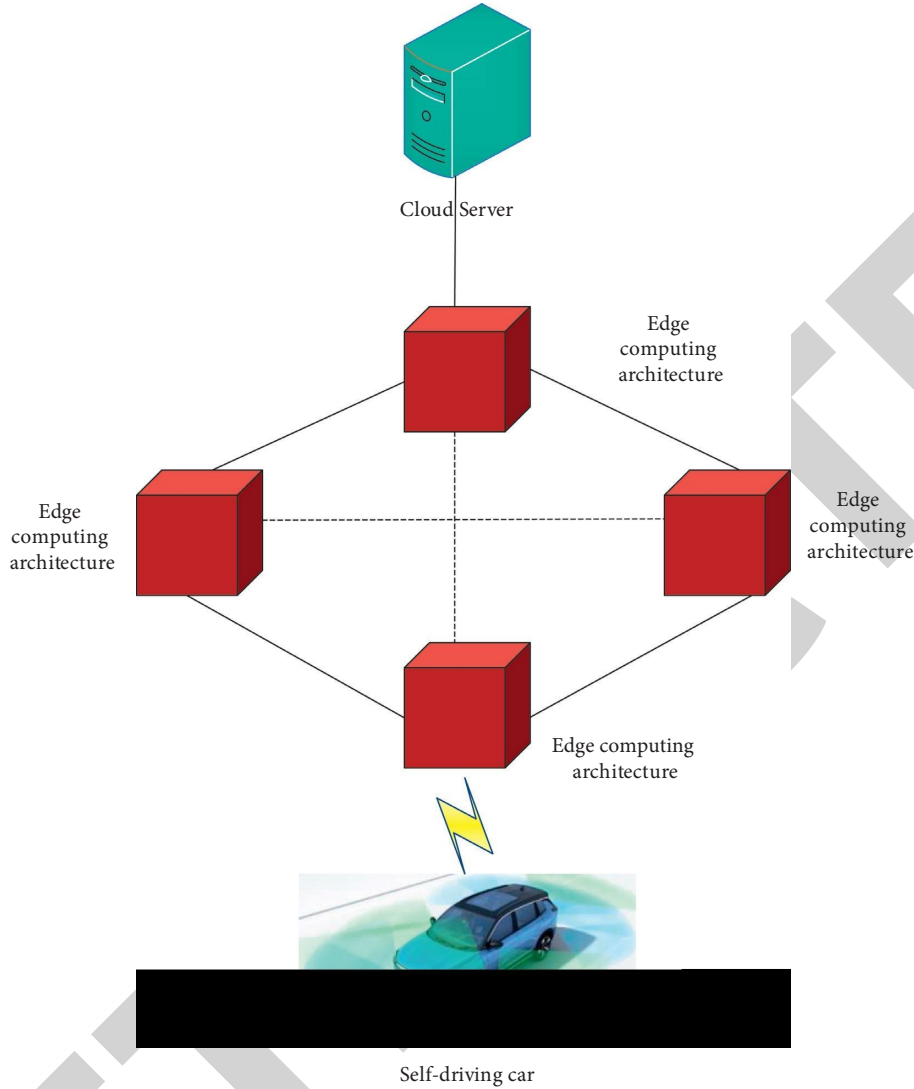 Cloud Server
Edge
computing
architecture
Edge
computing
architecture
Edge
computing
architecture
Edge computing
architecture
Self-driving car